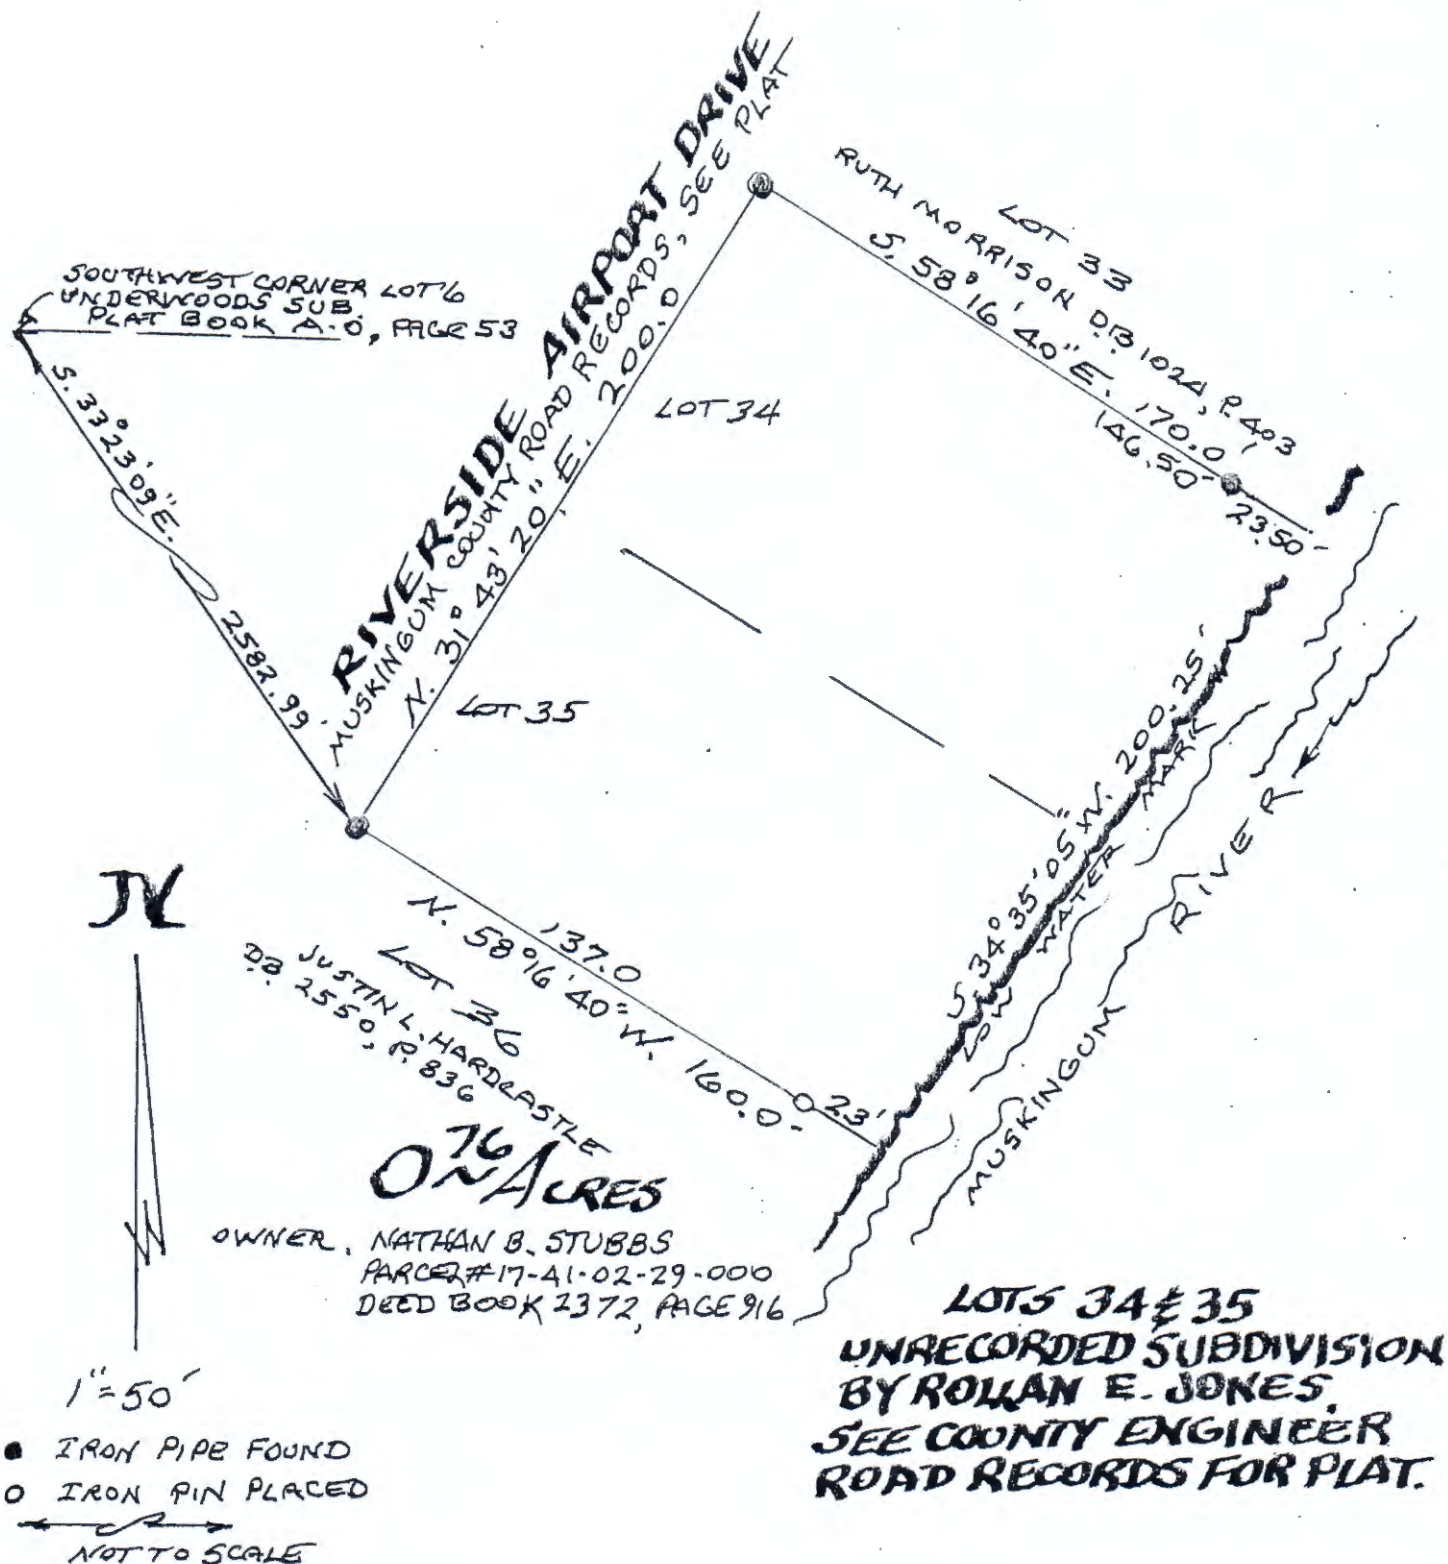 RIVERSIDE AIRPORT DRIVE
MUSKINGUM COUNTY ROAD RECORDS, SEE PLAT
N. 31° 43' 20" E. 200.0
SOUTHWEST CORNER LOT 6
UNDERWOODS SUB.
PLAT BOOK A-O, PAGE 53
S. 33° 23' 09" E.
2582.99'
LOT 33
RUTH MORRISON D.B. 1024, P. 403
S. 58° 16' 40" E. 170.0'
146.50'
23.50'
LOT 34
LOT 35
S. 34° 35' 05" W. 200.25'
LOW WATER MARK
MUSKINGUM RIVER
137.0
N. 58° 16' 40" W. 160.0'
23'
LOT 36
JUSTIN L. HARDCASTLE
D.B. 2550, P. 836
N
0.76 ACRES
OWNER. NATHAN B. STUBBS
PARCEL # 17-41-02-29-000
DEED BOOK 2372, PAGE 916
1" = 50'
IRON PIPE FOUND
IRON PIN PLACED
NOT TO SCALE
LOTS 34 & 35
UNRECORDED SUBDIVISION
BY ROLLAN E. JONES.
SEE COUNTY ENGINEER
ROAD RECORDS FOR PLAT.